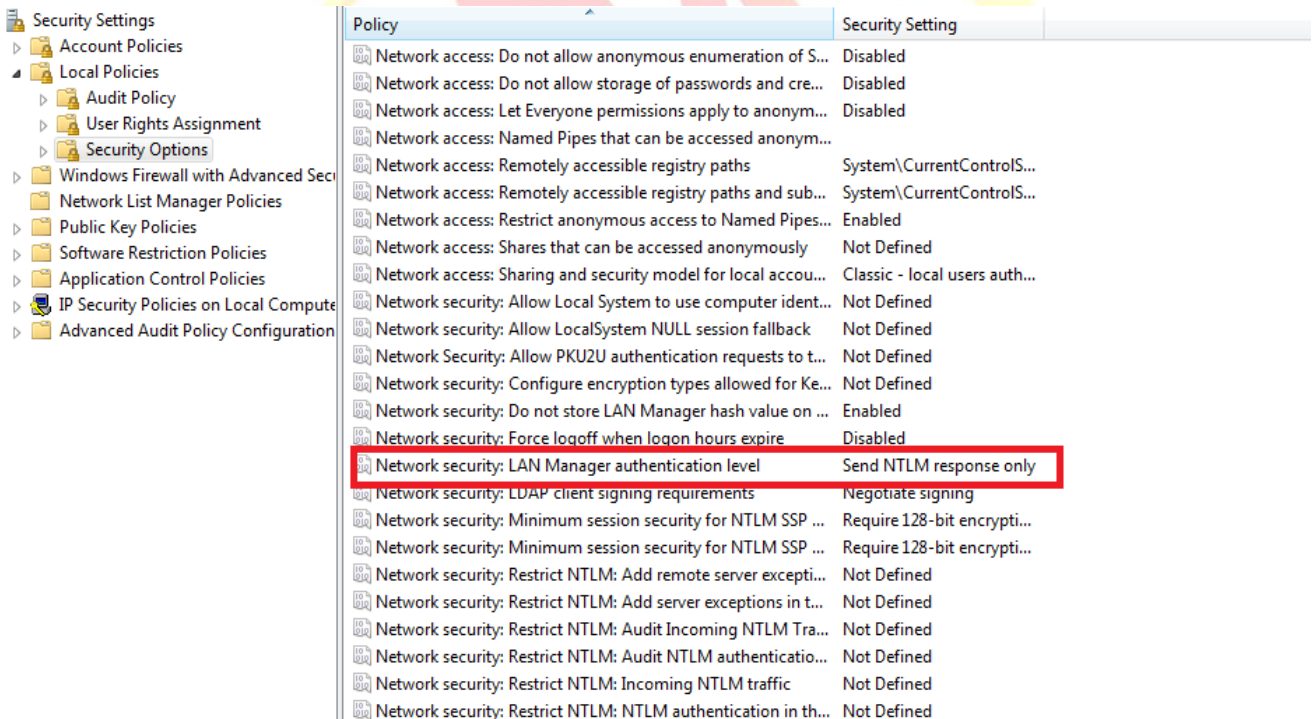 Security Settings
Account Policies
Local Policies
Audit Policy
User Rights Assignment
Security Options
Windows Firewall with Advanced Secu
Network List Manager Policies
Public Key Policies
Software Restriction Policies
Application Control Policies
IP Security Policies on Local Compute
Advanced Audit Policy Configuration
Policy Security Setting
Network access: Do not allow anonymous enumeration of S... Disabled
Network access: Do not allow storage of passwords and cre... Disabled
Network access: Let Everyone permissions apply to anonym... Disabled
Network access: Named Pipes that can be accessed anonym...
Network access: Remotely accessible registry paths System\CurrentControlS...
Network access: Remotely accessible registry paths and sub... System\CurrentControlS...
Network access: Restrict anonymous access to Named Pipes... Enabled
Network access: Shares that can be accessed anonymously Not Defined
Network access: Sharing and security model for local accou... Classic - local users auth...
Network security: Allow Local System to use computer ident... Not Defined
Network security: Allow LocalSystem NULL session fallback Not Defined
Network Security: Allow PKU2U authentication requests to t... Not Defined
Network security: Configure encryption types allowed for Ke... Not Defined
Network security: Do not store LAN Manager hash value on ... Enabled
Network security: Force logoff when logon hours expire Disabled
Network security: LAN Manager authentication level Send NTLM response only
Network security: LDAP client signing requirements Negotiate signing
Network security: Minimum session security for NTLM SSP ... Require 128-bit encrypti...
Network security: Minimum session security for NTLM SSP ... Require 128-bit encrypti...
Network security: Restrict NTLM: Add remote server excepti... Not Defined
Network security: Restrict NTLM: Add server exceptions in t... Not Defined
Network security: Restrict NTLM: Audit Incoming NTLM Tra... Not Defined
Network security: Restrict NTLM: Audit NTLM authenticatio... Not Defined
Network security: Restrict NTLM: Incoming NTLM traffic Not Defined
Network security: Restrict NTLM: NTLM authentication in th... Not Defined